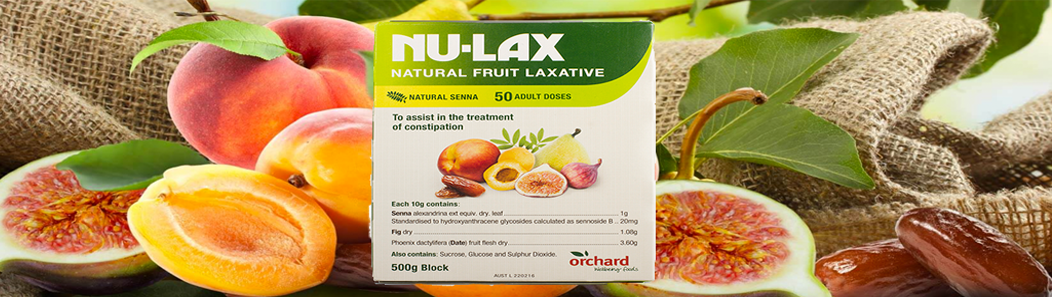 NU-LAX
NATURAL FRUIT LAXATIVE
NATURAL SENNA 50 ADULT DOSES
To assist in the treatment
of constipation
Each 10g contains:
Senna alexandrina ext equiv. dry. leaf 1g
Standardised to hydroxyanthracene glycosides calculated as sennoside B .. 20mg
Fig dry 1.08g
Phoenix dactylifera (Date) fruit flesh dry 3.60g
Also contains: Sucrose, Glucose and Sulphur Dioxide.
500g Block
orchard
Wellbeing foods
AUST L 220216